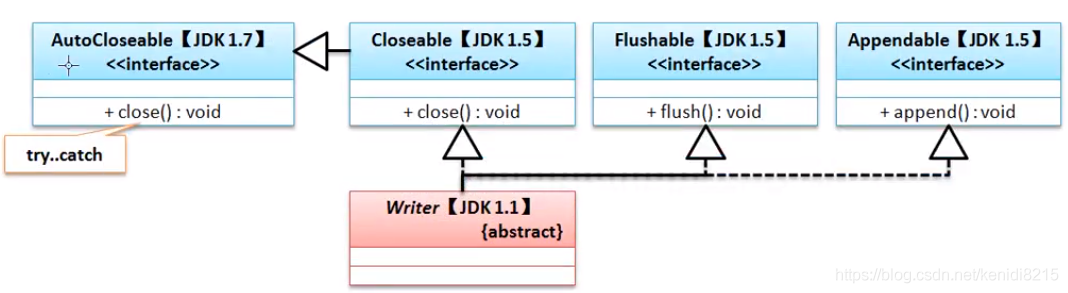 AutoCloseable【JDK 1.7】
<<interface>>
+ close() : void
try..catch
Closeable【JDK 1.5】
<<interface>>
+ close() : void
Flushable【JDK 1.5】
<<interface>>
+ flush() : void
Appendable【JDK 1.5】
<<interface>>
+ append() : void
Writer【JDK 1.1】
{abstract}
https://blog.csdn.net/kenidl8215